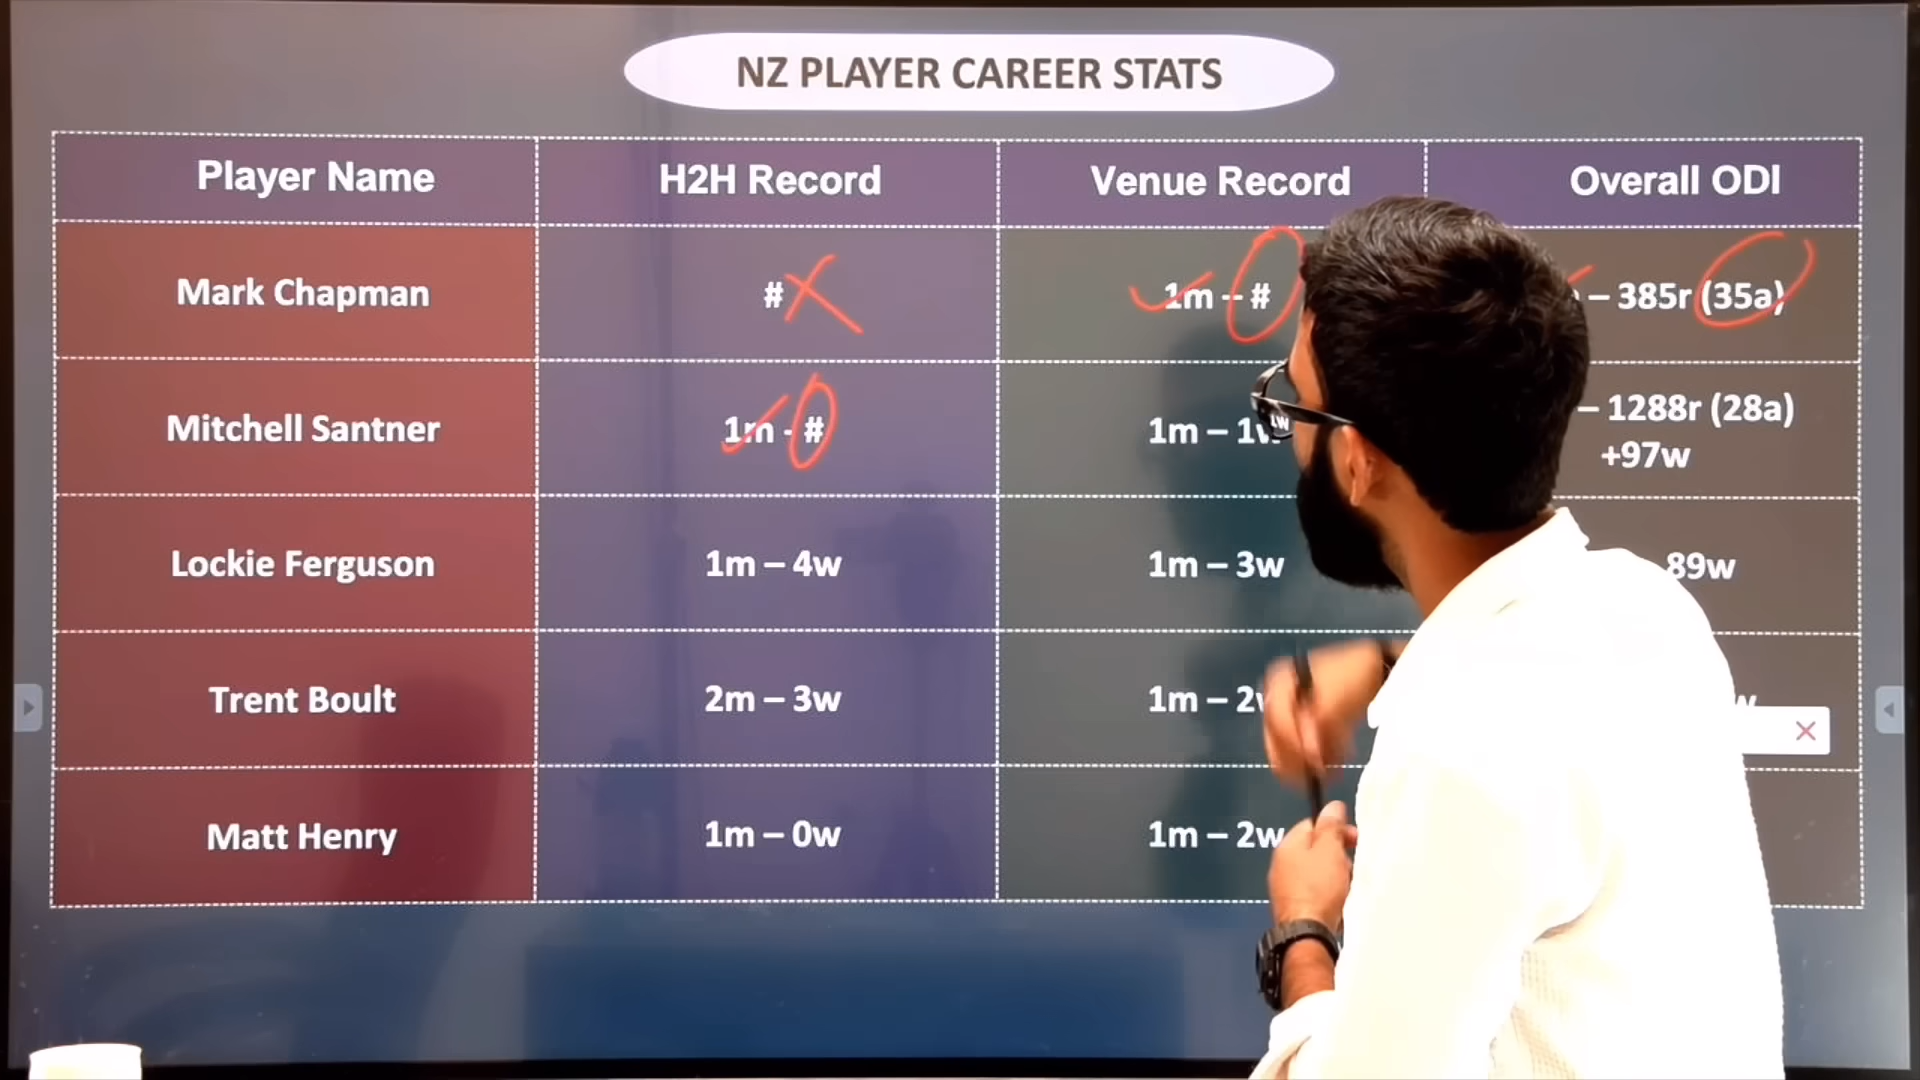 NZ PLAYER CAREER STATS
Player Name H2H Record Venue Record Overall ODI
Mark Chapman # 1m - # – 385r (35a)
Mitchell Santner 1m - # 1m – 1w – 1288r (28a)
+97w
Lockie Ferguson 1m – 4w 1m – 3w 89w
Trent Boult 2m – 3w 1m – 2w w
Matt Henry 1m – 0w 1m – 2w